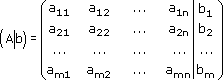 (A|b) = ( a₁₁ a₁₂ ... a₁ₙ | b₁
a₂₁ a₂₂ ... a₂ₙ | b₂
... ... ... ... | ...
aₘ₁ aₘ₂ ... aₘₙ | bₘ )